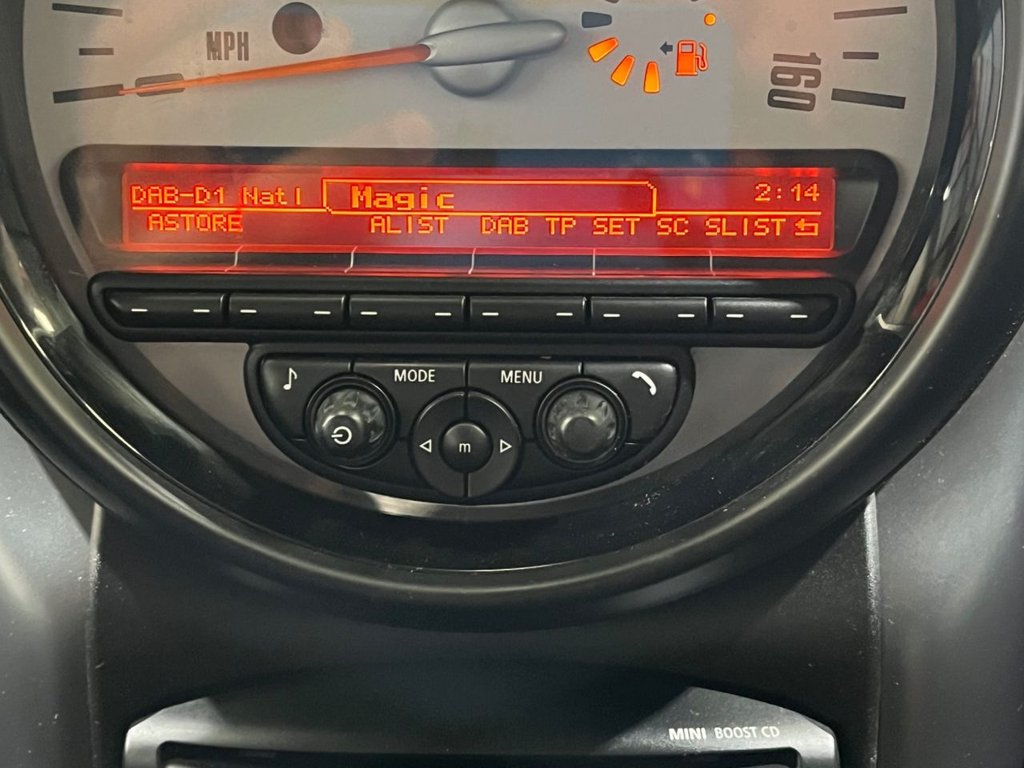 MPH
160
DAB-D1 Natl Magic 2:14
ASTORE ALIST DAB TP SET SC SLIST
MODE MENU
m
MINI BOOST CD